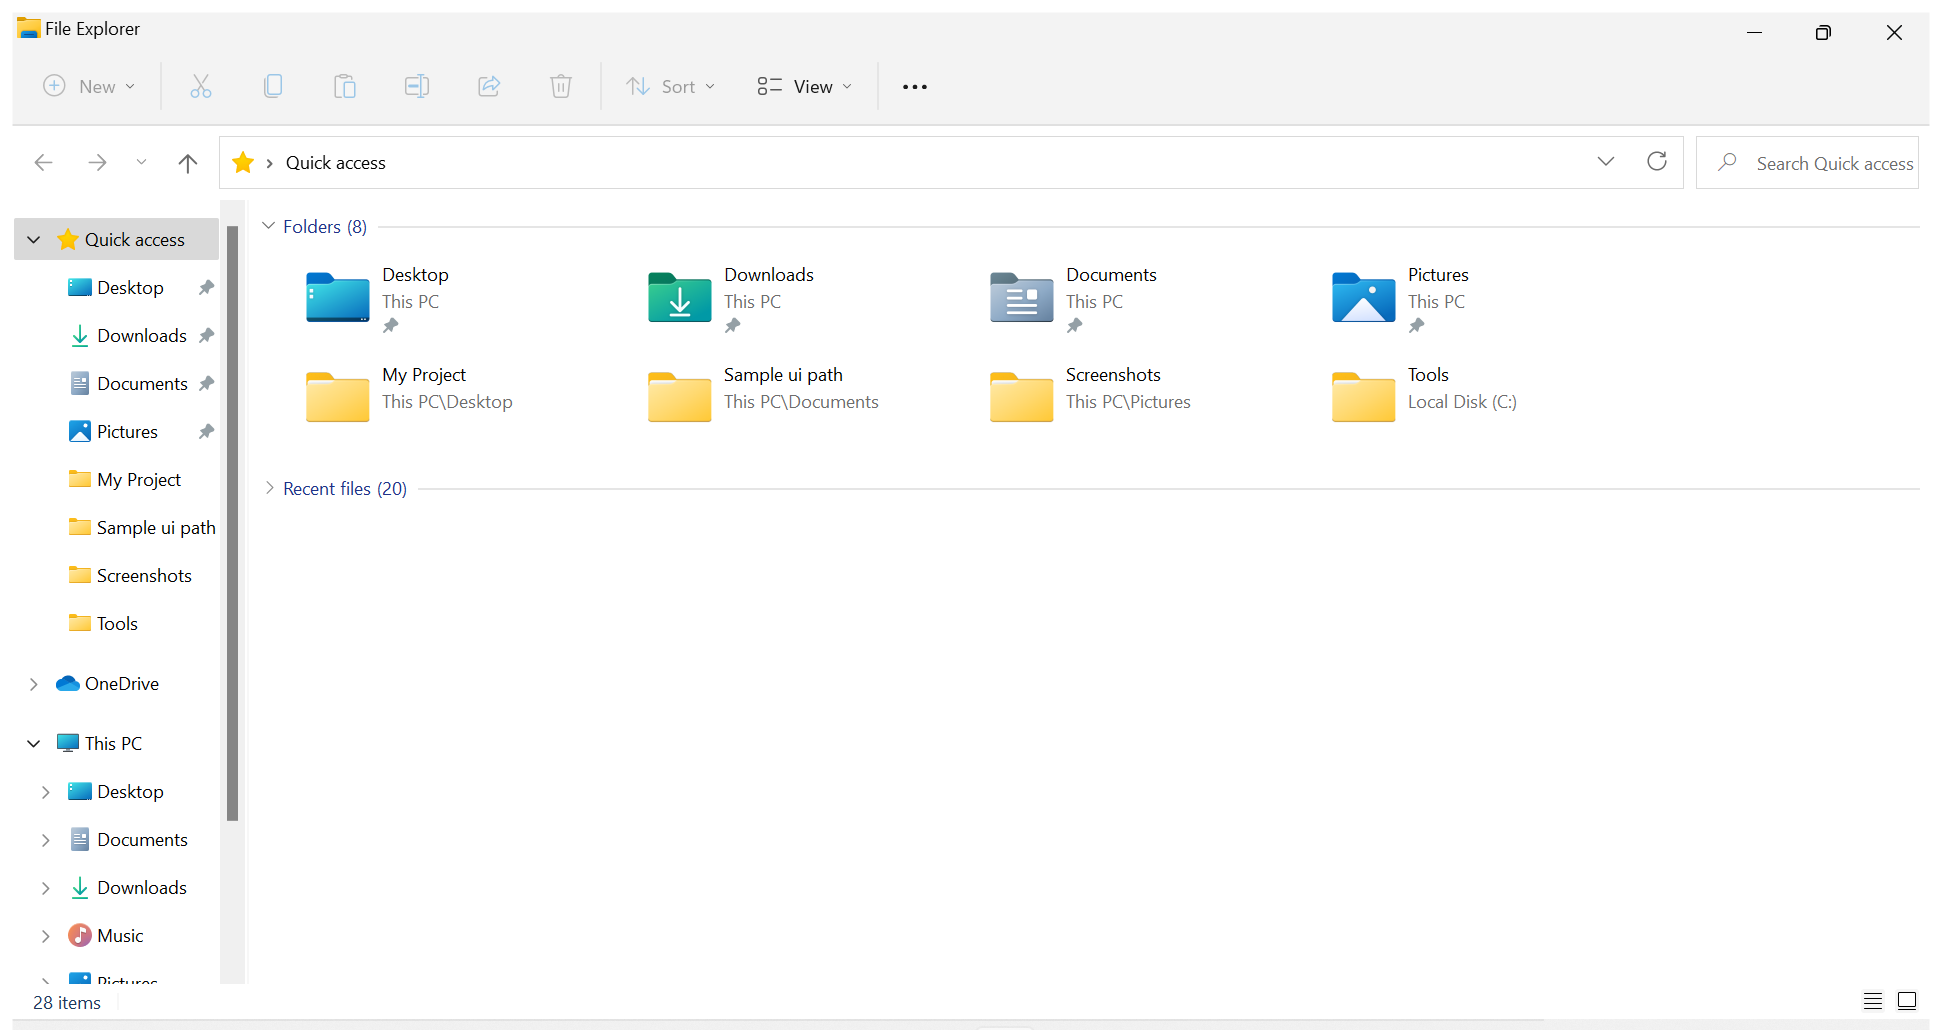 File Explorer
New
Sort
View
Quick access
Search Quick access
Quick access
Desktop
Downloads
Documents
Pictures
My Project
Sample ui path
Screenshots
Tools
OneDrive
This PC
Desktop
Documents
Downloads
Music
Pictures
Folders (8)
Desktop
This PC
Downloads
This PC
Documents
This PC
Pictures
This PC
My Project
This PC\Desktop
Sample ui path
This PC\Documents
Screenshots
This PC\Pictures
Tools
Local Disk (C:)
Recent files (20)
28 items